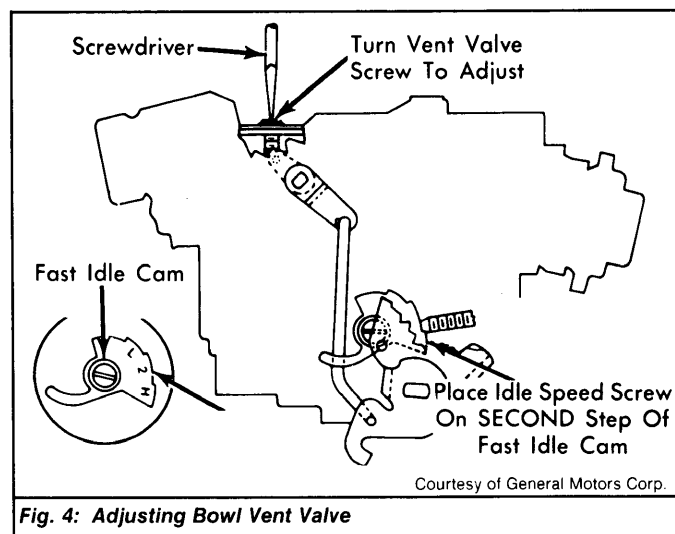 Screwdriver
Turn Vent Valve
Screw To Adjust
Fast Idle Cam
L
2
H
Place Idle Speed Screw
On SECOND Step Of
Fast Idle Cam
Courtesy of General Motors Corp.
Fig. 4: Adjusting Bowl Vent Valve